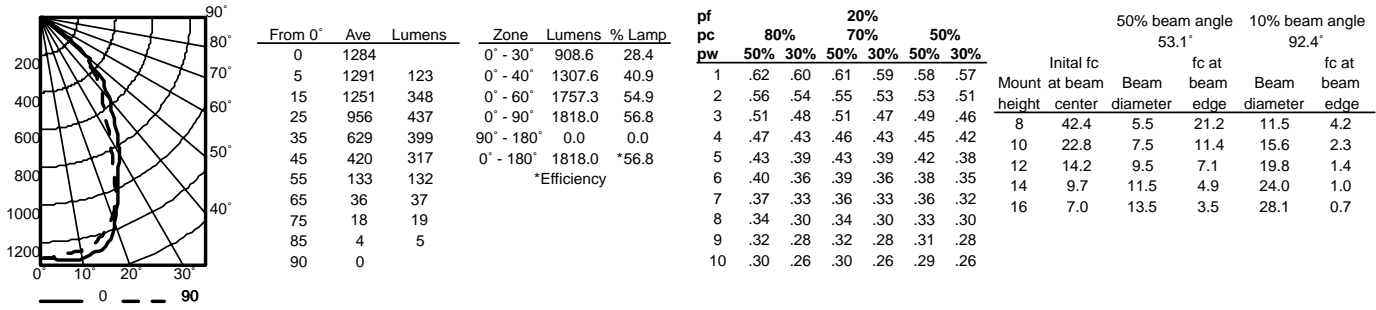 90˚
80˚
70˚
60˚
50˚
40˚
200
400
600
800
1000
1200
0˚ 10˚ 20˚ 30˚
0 90
From 0˚ Ave Lumens
0 1284
5 1291 123
15 1251 348
25 956 437
35 629 399
45 420 317
55 133 132
65 36 37
75 18 19
85 4 5
90 0
Zone Lumens % Lamp
0˚ - 30˚ 908.6 28.4
0˚ - 40˚ 1307.6 40.9
0˚ - 60˚ 1757.3 54.9
0˚ - 90˚ 1818.0 56.8
90˚ - 180˚ 0.0 0.0
0˚ - 180˚ 1818.0 *56.8
*Efficiency
pf 20%
pc 80% 70% 50%
pw 50% 30% 50% 30% 50% 30%
1 .62 .60 .61 .59 .58 .57
2 .56 .54 .55 .53 .53 .51
3 .51 .48 .51 .47 .49 .46
4 .47 .43 .46 .43 .45 .42
5 .43 .39 .43 .39 .42 .38
6 .40 .36 .39 .36 .38 .35
7 .37 .33 .36 .33 .36 .32
8 .34 .30 .34 .30 .33 .30
9 .32 .28 .32 .28 .31 .28
10 .30 .26 .30 .26 .29 .26
50% beam angle 10% beam angle
53.1˚ 92.4˚
Inital fc fc at fc at
Mount at beam Beam beam Beam beam
height center diameter edge diameter edge
8 42.4 5.5 21.2 11.5 4.2
10 22.8 7.5 11.4 15.6 2.3
12 14.2 9.5 7.1 19.8 1.4
14 9.7 11.5 4.9 24.0 1.0
16 7.0 13.5 3.5 28.1 0.7